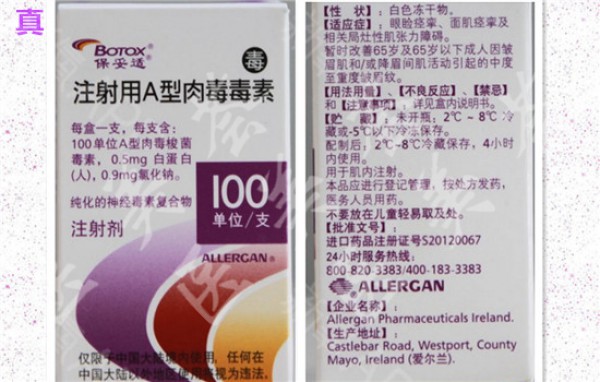 真
BOTOX®
保妥适®
毒
注射用A型肉毒毒素
每盒一支，每支含：
100单位A型肉毒梭菌
毒素，0.5mg 白蛋白
(人)，0.9mg氯化钠。
纯化的神经毒素复合物
注射剂
100
单位/支
ALLERGAN®
仅限于中国大陆境内使用，任何在
中国大陆以外地区使用将视为违法。
【性　状】：白色冻干物。
【适应症】：眼睑痉挛、面肌痉挛及
相关局灶性肌张力障碍。
暂时改善65岁及65岁以下成人因皱
眉肌和/或降眉间肌活动引起的中度
至重度皱眉纹。
【用法用量】、【不良反应】、【禁忌】
和【注意事项】：详见盒内说明书。
【贮　藏】：未开瓶：2℃ ~ 8℃ 冷
藏或-5℃以下冷冻保存。
配制后：2℃~8℃冷藏保存，4小时
内使用。
用于肌内注射。
本品应进行登记管理，按处方发药，
医务人员用药。
不要放在儿童轻易取及处。
【批准文号】：
进口药品注册证号S20120067
24小时服务热线：
800-820-3383/400-183-3383
ALLERGAN
【企业名称】：
Allergan Pharmaceuticals Ireland.
【生产地址】：
Castlebar Road, Westport, County
Mayo, Ireland (爱尔兰).